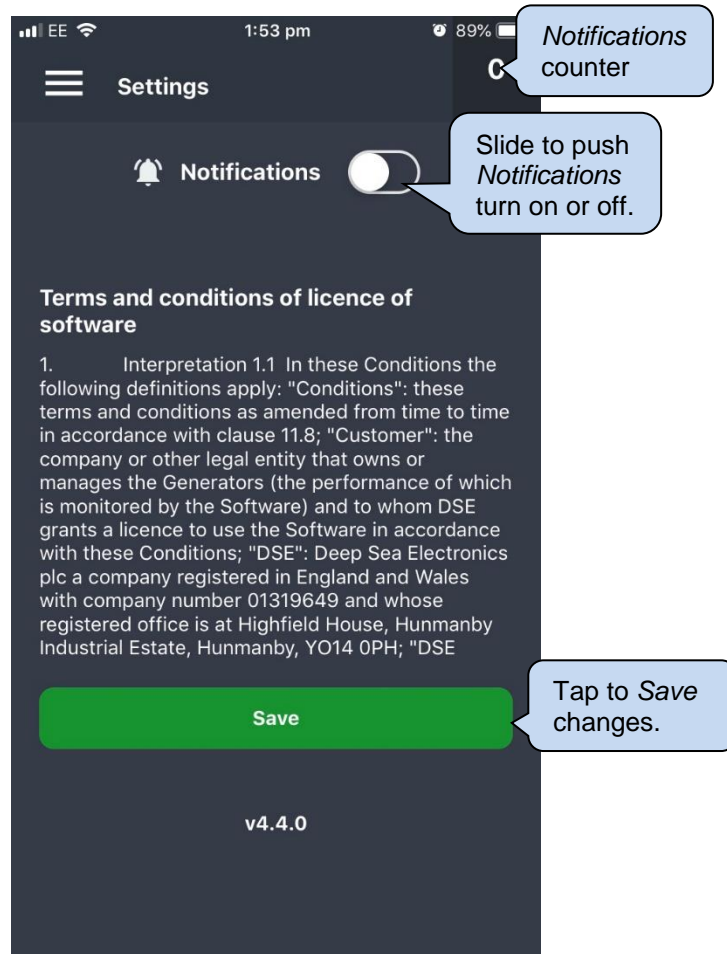 EE 1:53 pm 89%
Notifications
counter
Settings
Notifications
Slide to push
Notifications
turn on or off.
Terms and conditions of licence of
software
1. Interpretation 1.1 In these Conditions the
following definitions apply: "Conditions": these
terms and conditions as amended from time to time
in accordance with clause 11.8; "Customer": the
company or other legal entity that owns or
manages the Generators (the performance of which
is monitored by the Software) and to whom DSE
grants a licence to use the Software in accordance
with these Conditions; "DSE": Deep Sea Electronics
plc a company registered in England and Wales
with company number 01319649 and whose
registered office is at Highfield House, Hunmanby
Industrial Estate, Hunmanby, YO14 0PH; "DSE
Save
Tap to Save
changes.
v4.4.0